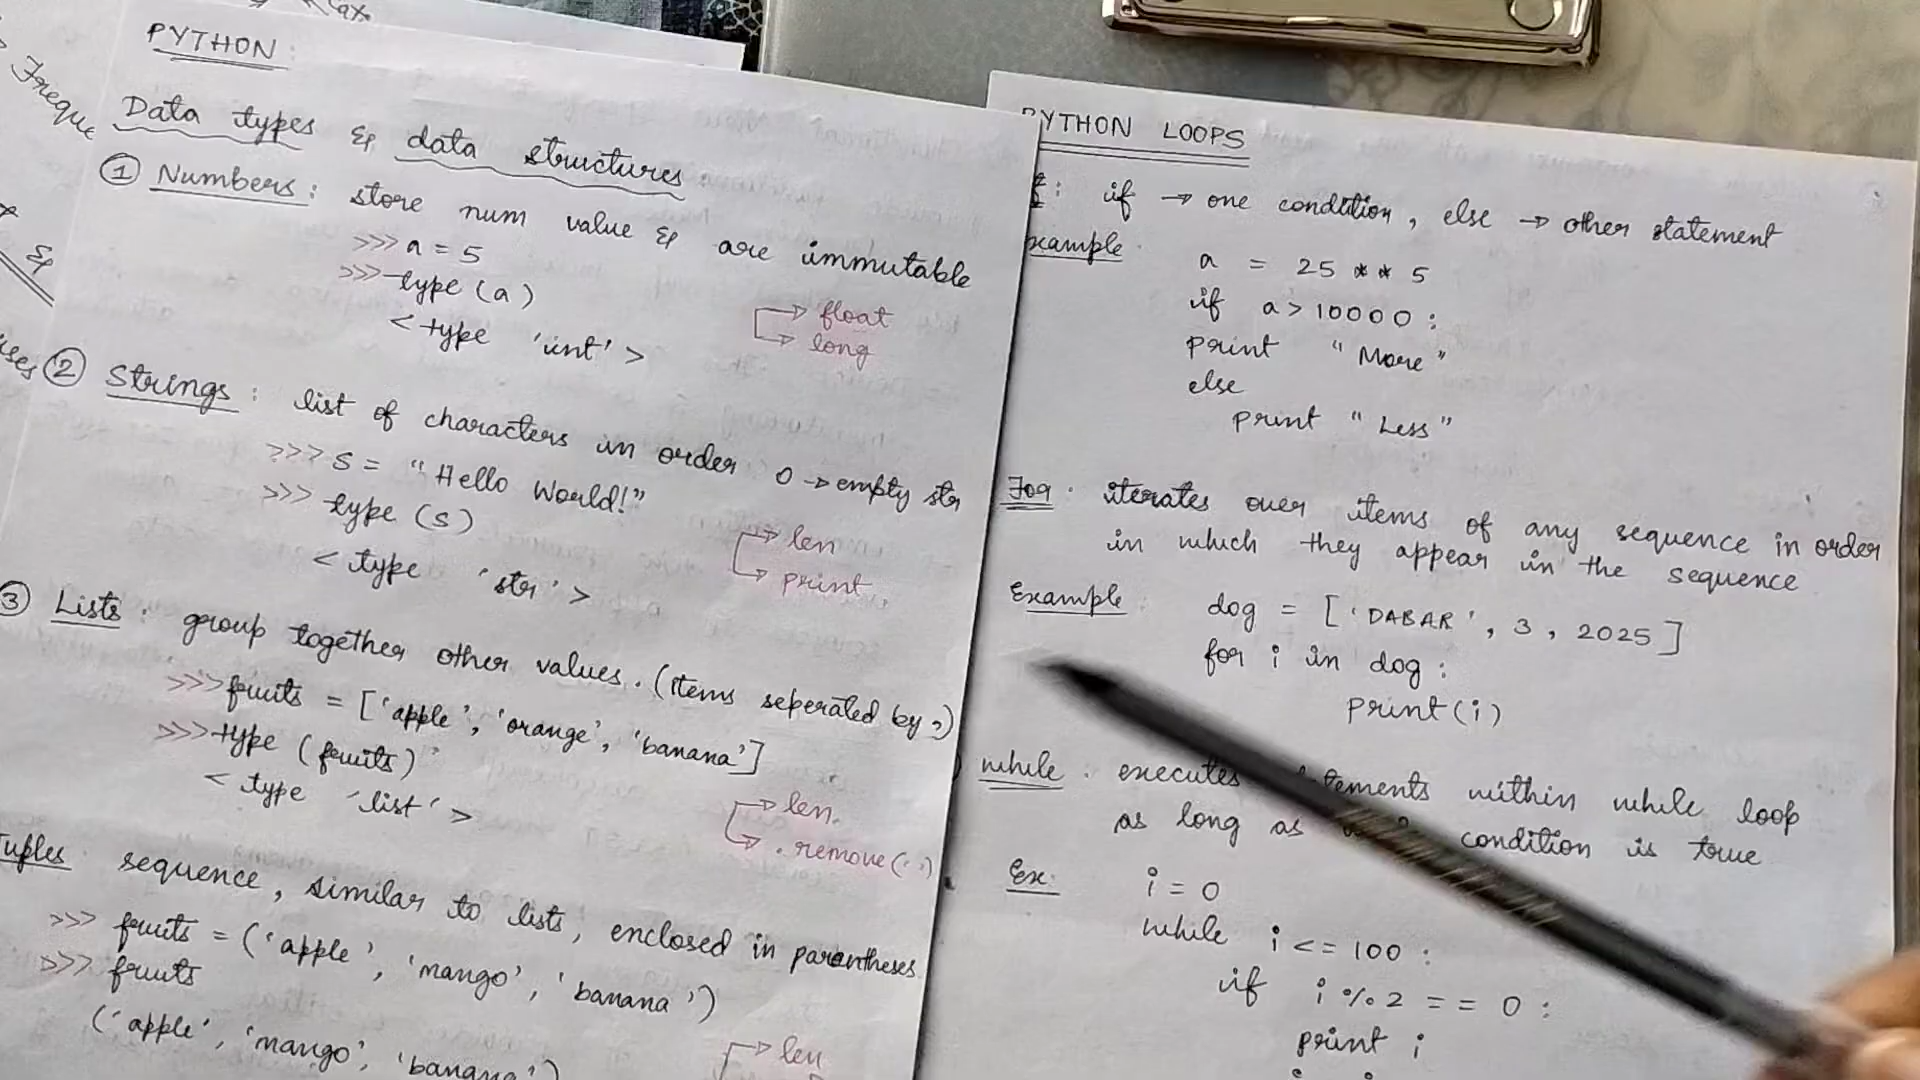 PYTHON :
Data types & data structures :
① Numbers : store num value & are immutable
>>> a = 5
>>> type (a)
< type 'int' >
→ float
→ long
② Strings : list of characters in order 0 → empty str
>>> s = "Hello World!"
>>> type (s)
< type 'str' >
→ len
→ print
③ Lists : group together other values. (items seperated by ,)
>>> fruits = ['apple', 'orange', 'banana']
>>> type (fruits)
< type 'list' >
→ len.
→ .remove(' ')
Tuples sequence, similar to lists, enclosed in parentheses
>>> fruits = ('apple', 'mango', 'banana')
>>> fruits
('apple', 'mango', 'banana')
→ len
Freque
&
PYTHON LOOPS
if → one condition, else → other statement
Example
a = 25 ** 5
if a > 10000 :
print "More"
else
print "Less"
For : iterates over items of any sequence in order
in which they appear in the sequence
Example : dog = ['DABAR', 3, 2025]
for i in dog :
print(i)
while : executes statements within while loop
as long as condition is true
Ex: i = 0
while i <= 100 :
if i % 2 == 0 :
print i